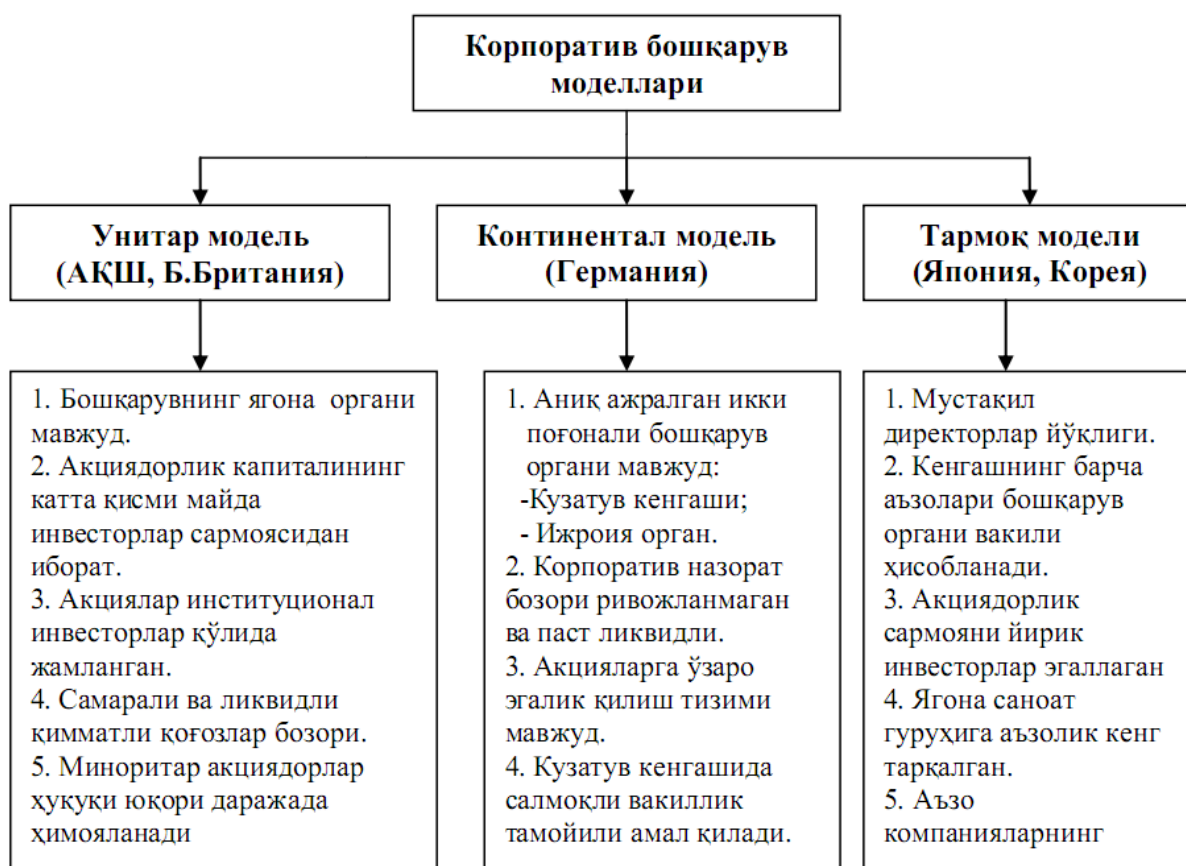 Корпоратив бошқарув
моделлари
Унитар модель
(АҚШ, Б.Британия)
Континентал модель
(Германия)
Тармоқ модели
(Япония, Корея)
1. Бошқарувнинг ягона органи
мавжуд.
2. Акциядорлик капиталининг
катта қисми майда
инвесторлар сармоясидан
иборат.
3. Акциялар институционал
инвесторлар қўлида
жамланган.
4. Самарали ва ликвидли
қимматли қоғозлар бозори.
5. Миноритар акциядорлар
ҳуқуқи юқори даражада
ҳимояланади
1. Аниқ ажралган икки
поғонали бошқарув
органи мавжуд:
-Кузатув кенгаши;
- Ижроия орган.
2. Корпоратив назорат
бозори ривожланмаган
ва паст ликвидли.
3. Акцияларга ўзаро
эгалик қилиш тизими
мавжуд.
4. Кузатув кенгашида
салмоқли вакиллик
тамойили амал қилади.
1. Мустақил
директорлар йўқлиги.
2. Кенгашнинг барча
аъзолари бошқарув
органи вакили
ҳисобланади.
3. Акциядорлик
сармояни йирик
инвесторлар эгаллаган
4. Ягона саноат
гуруҳига аъзолик кенг
тарқалган.
5. Аъзо
компанияларнинг